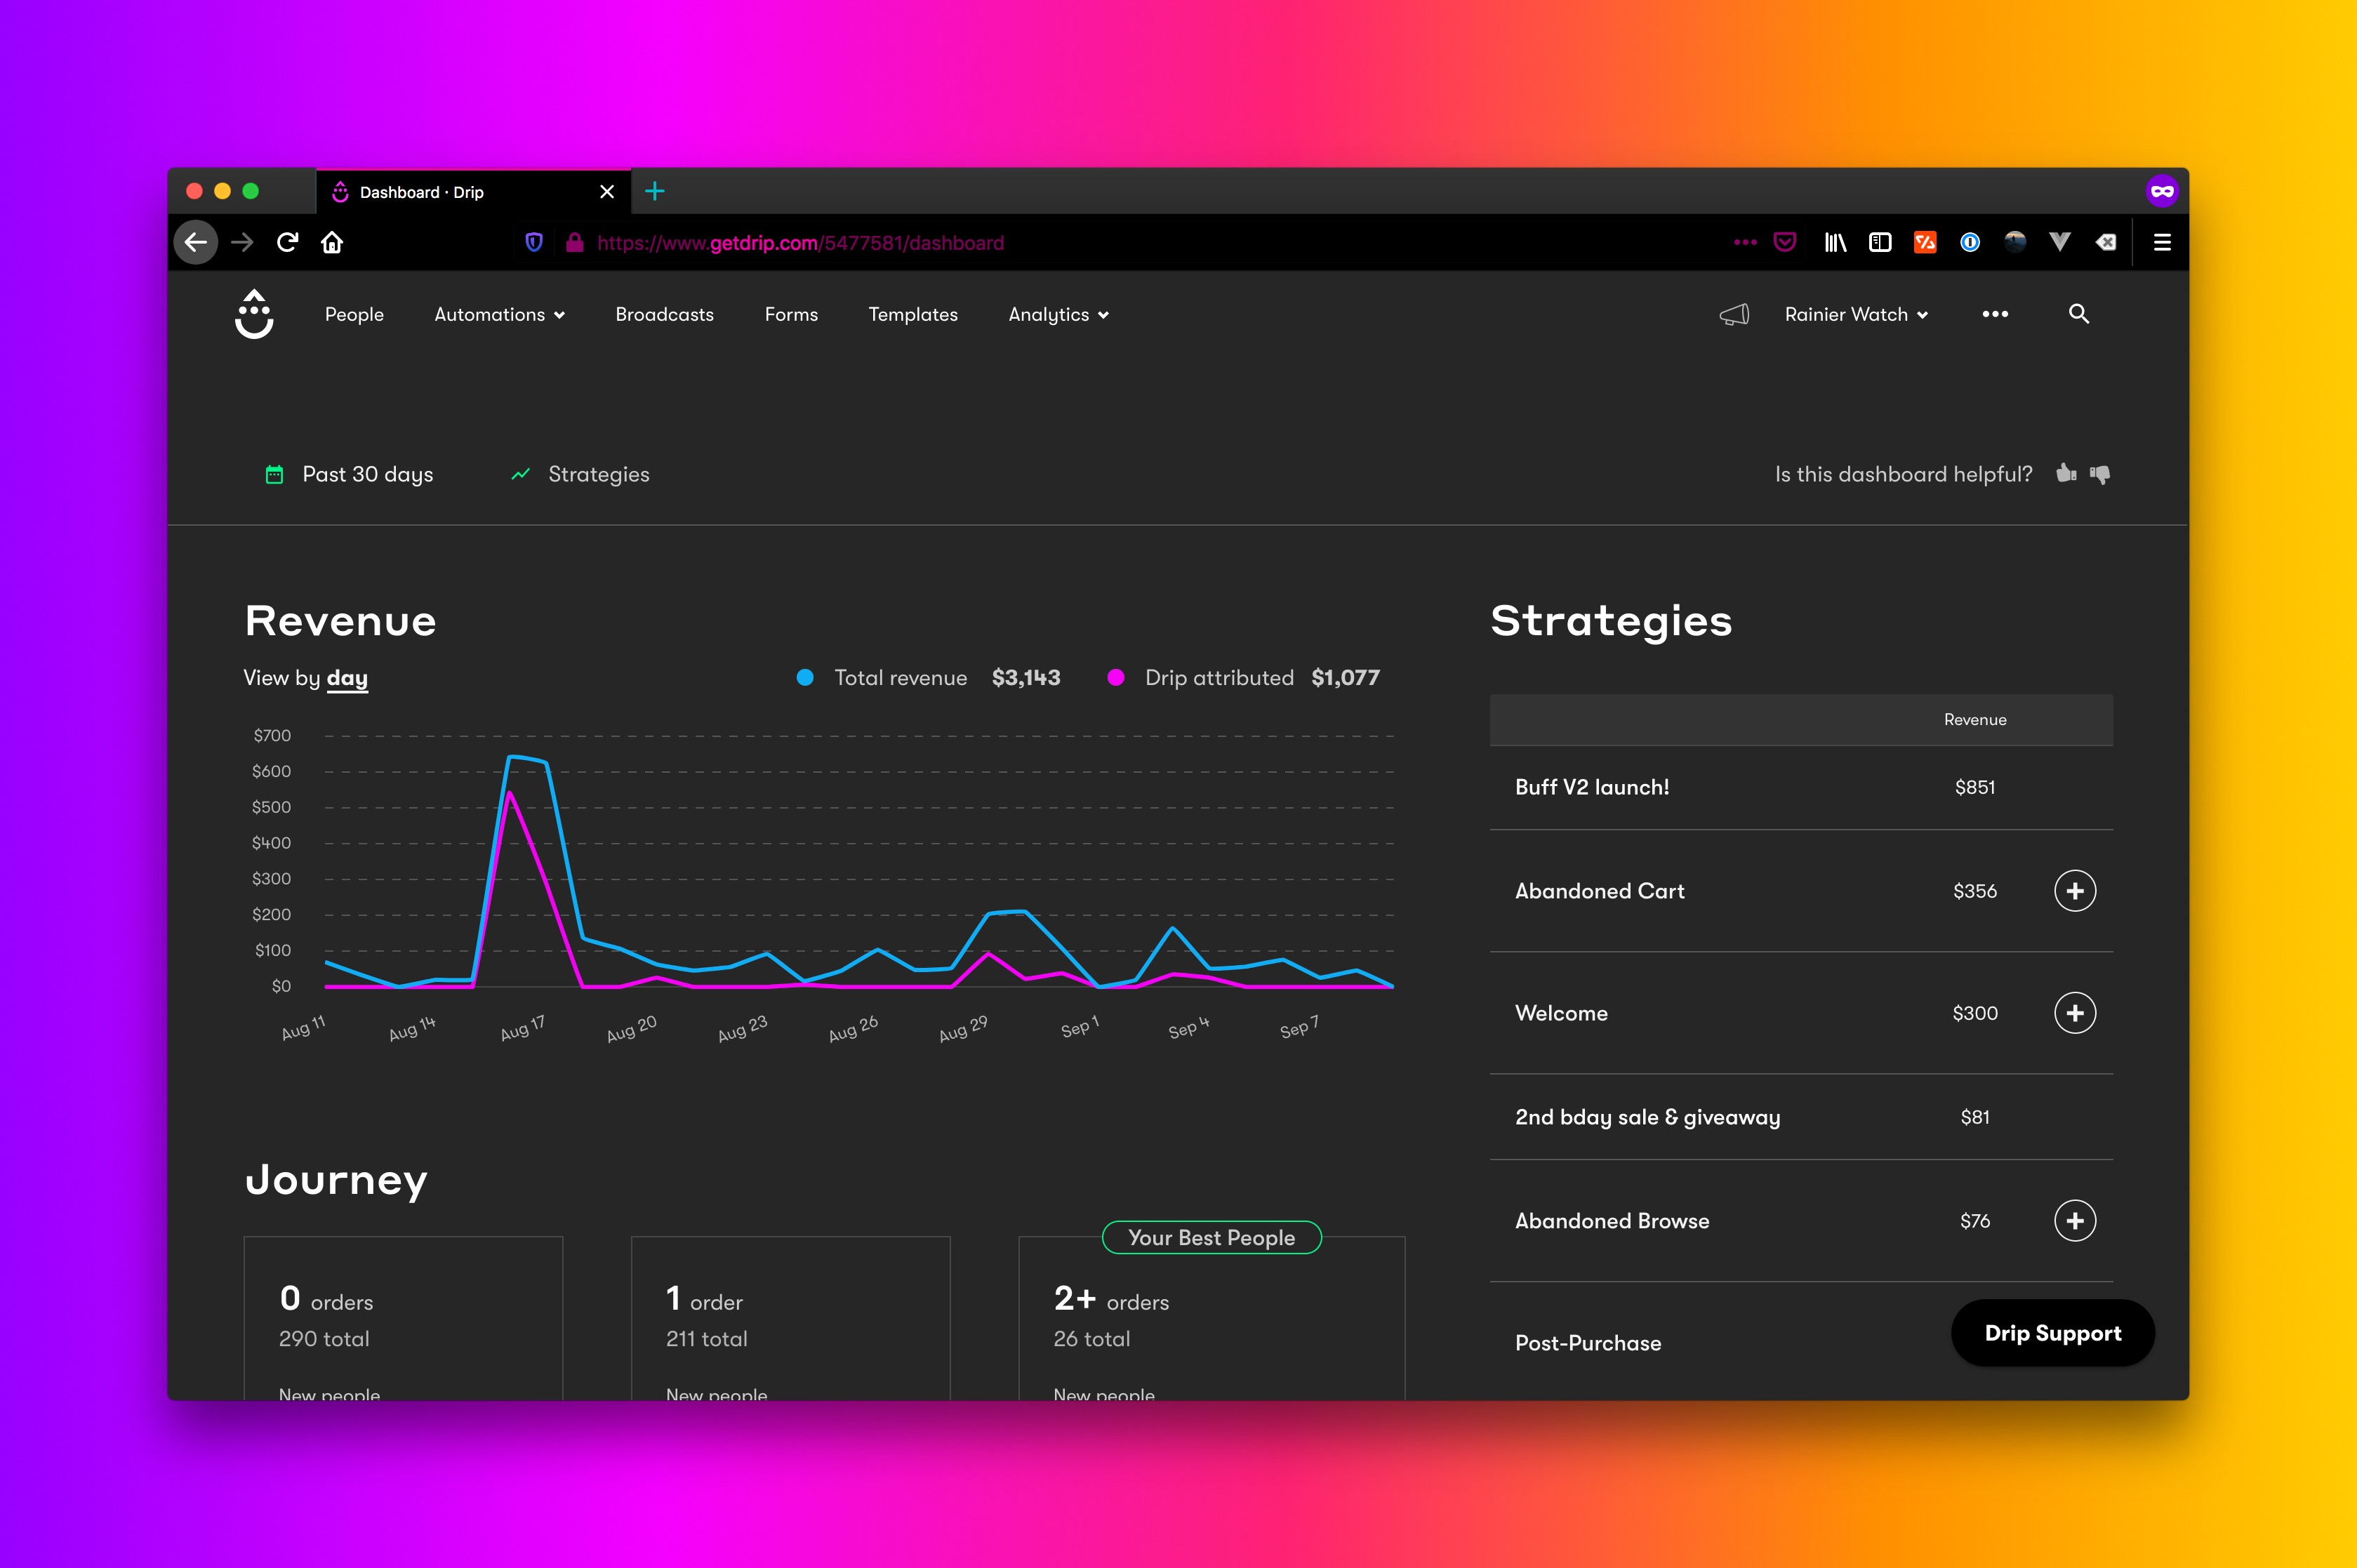 Dashboard · Drip
https://www.getdrip.com/5477581/dashboard
People Automations Broadcasts Forms Templates Analytics Rainier Watch
Past 30 days Strategies Is this dashboard helpful?
Revenue
View by day Total revenue $3,143 Drip attributed $1,077
$700
$600
$500
$400
$300
$200
$100
$0
Aug 11 Aug 14 Aug 17 Aug 20 Aug 23 Aug 26 Aug 29 Sep 1 Sep 4 Sep 7
Strategies
Revenue
Buff V2 launch! $851
Abandoned Cart $356
Welcome $300
2nd bday sale & giveaway $81
Abandoned Browse $76
Post-Purchase
Drip Support
Journey
Your Best People
0 orders
290 total
New people
1 order
211 total
New people
2+ orders
26 total
New people